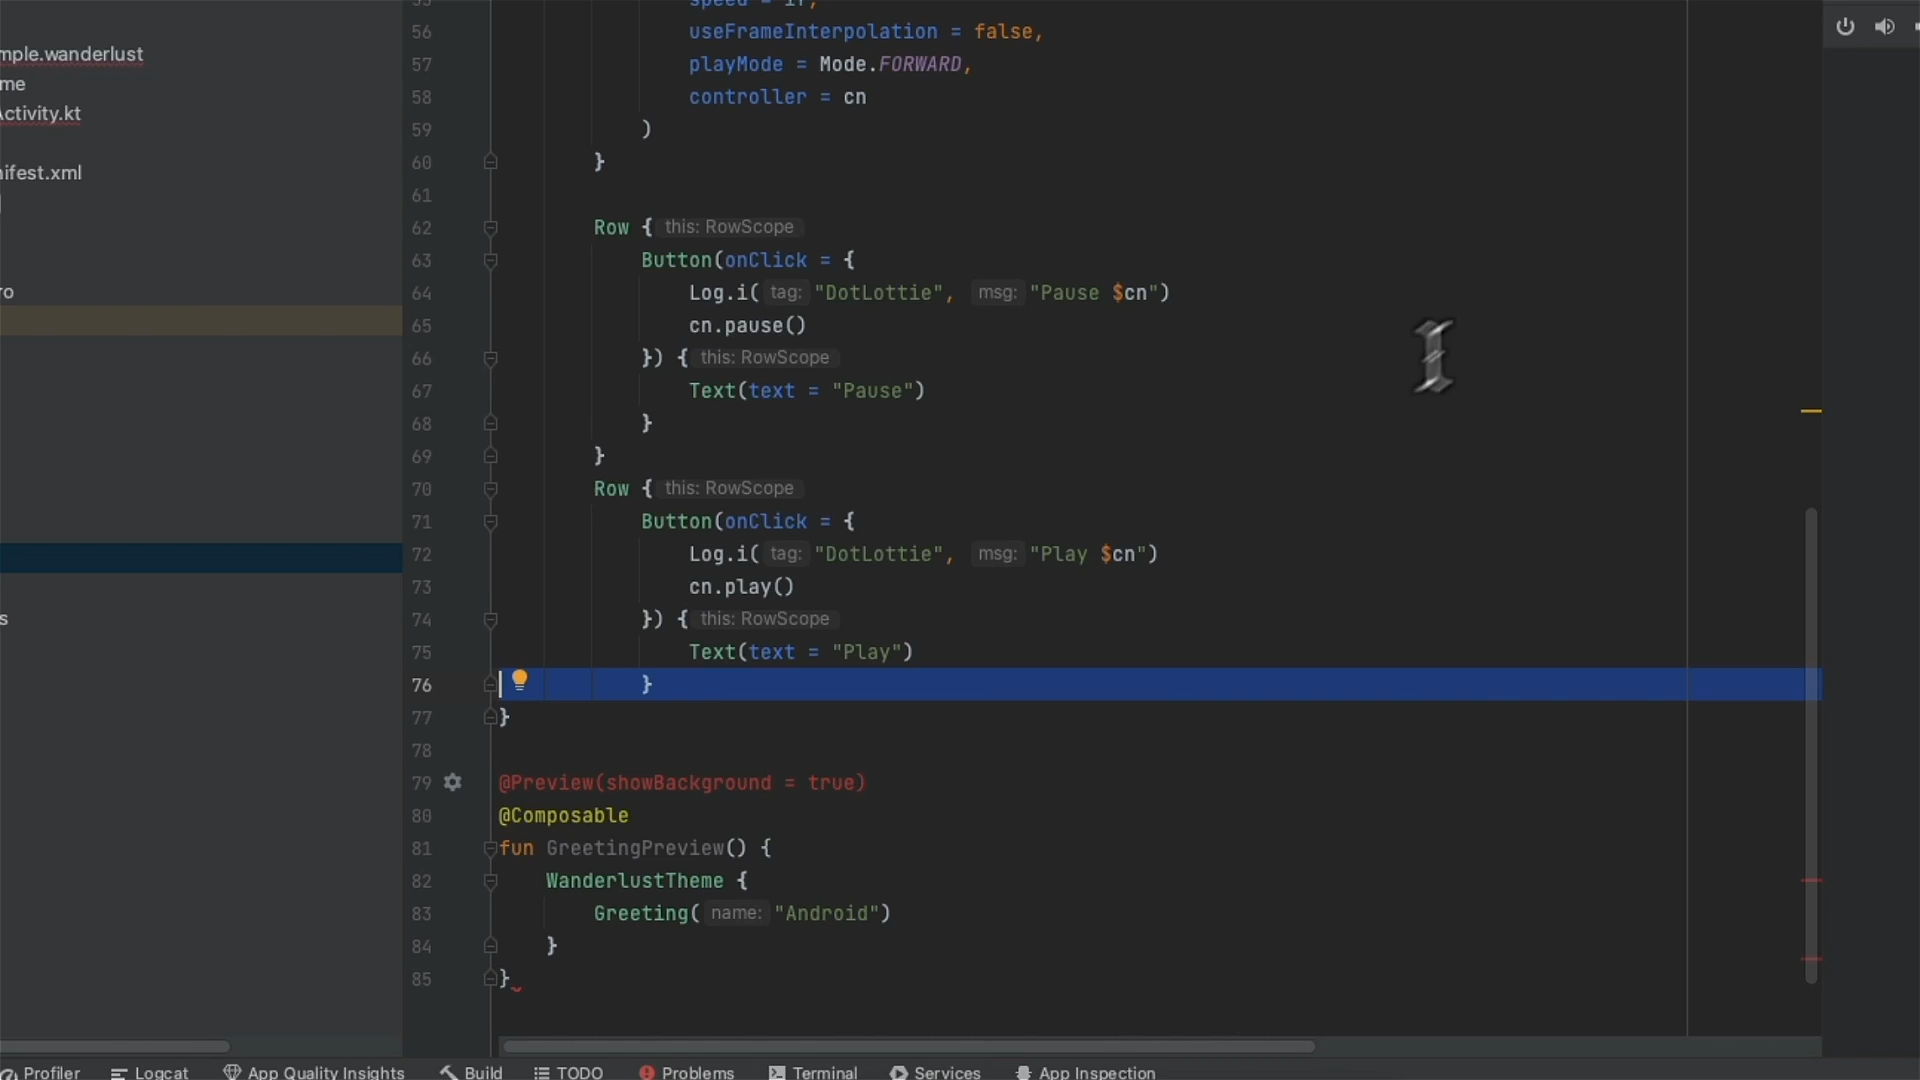 speed = 1f,
56 useFrameInterpolation = false,
mple.wanderlust
57 playMode = Mode.FORWARD,
me
58 controller = cn
Activity.kt
59 )
60 }
nifest.xml
61
62 Row { this: RowScope
63 Button(onClick = {
64 Log.i( tag: "DotLottie", msg: "Pause $cn")
ro
65 cn.pause()
66 }) { this: RowScope
67 Text(text = "Pause")
68 }
69 }
70 Row { this: RowScope
71 Button(onClick = {
72 Log.i( tag: "DotLottie", msg: "Play $cn")
73 cn.play()
74 }) { this: RowScope
s
75 Text(text = "Play")
76 }
77 }
78
79 @Preview(showBackground = true)
80 @Composable
81 fun GreetingPreview() {
82 WanderlustTheme {
83 Greeting( name: "Android")
84 }
85 }
Profiler Logcat App Quality Insights Build TODO Problems Terminal Services App Inspection